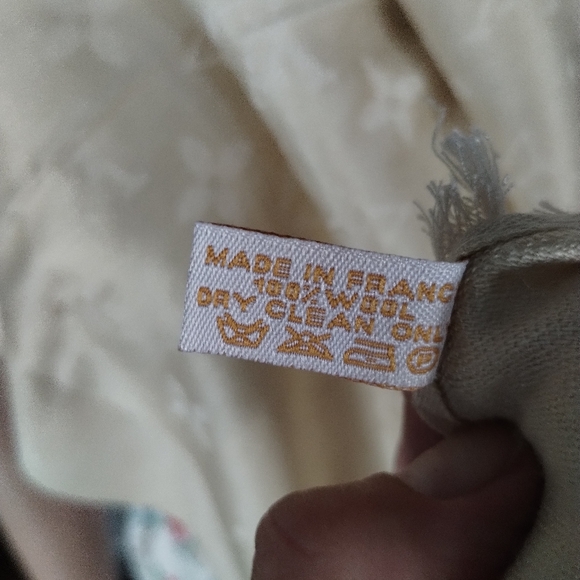 MADE IN FRANC
100% WOOL
DRY CLEAN ONL
P